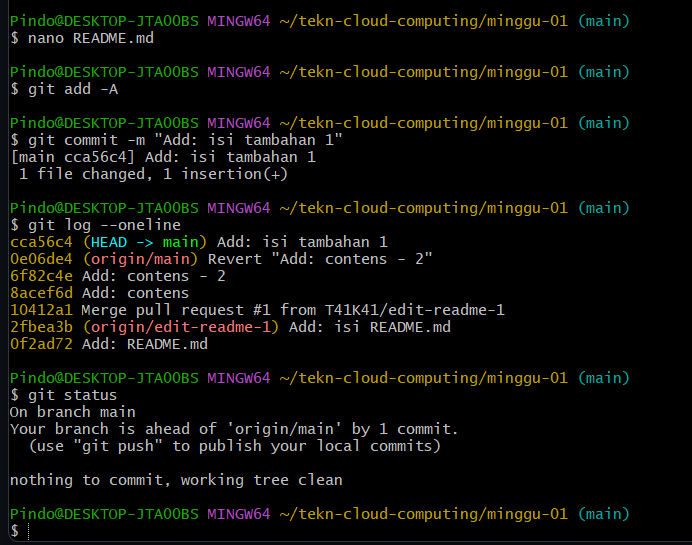 Pindo@DESKTOP-JTAO0BS MINGW64 ~/tekn-cloud-computing/minggu-01 (main)
$ nano README.md
Pindo@DESKTOP-JTAO0BS MINGW64 ~/tekn-cloud-computing/minggu-01 (main)
$ git add -A
Pindo@DESKTOP-JTAO0BS MINGW64 ~/tekn-cloud-computing/minggu-01 (main)
$ git commit -m "Add: isi tambahan 1"
[main cca56c4] Add: isi tambahan 1
 1 file changed, 1 insertion(+)
Pindo@DESKTOP-JTAO0BS MINGW64 ~/tekn-cloud-computing/minggu-01 (main)
$ git log --oneline
cca56c4 (HEAD -> main) Add: isi tambahan 1
0e06de4 (origin/main) Revert "Add: contens - 2"
6f82c4e Add: contens - 2
8acef6d Add: contens
10412a1 Merge pull request #1 from T41K41/edit-readme-1
2fbea3b (origin/edit-readme-1) Add: isi README.md
0f2ad72 Add: README.md
Pindo@DESKTOP-JTAO0BS MINGW64 ~/tekn-cloud-computing/minggu-01 (main)
$ git status
On branch main
Your branch is ahead of 'origin/main' by 1 commit.
  (use "git push" to publish your local commits)
nothing to commit, working tree clean
Pindo@DESKTOP-JTAO0BS MINGW64 ~/tekn-cloud-computing/minggu-01 (main)
$